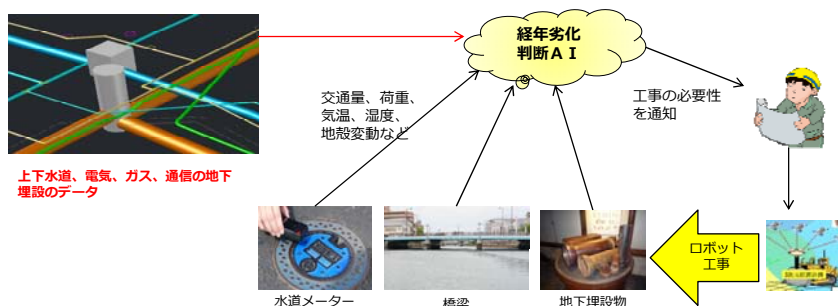 経年劣化
判断ＡＩ
交通量、荷重、
気温、湿度、
地殻変動など
工事の必要性
を通知
上下水道、電気、ガス、通信の地下
埋設のデータ
ロボット
工事
水道メーター
橋梁
地下埋設物